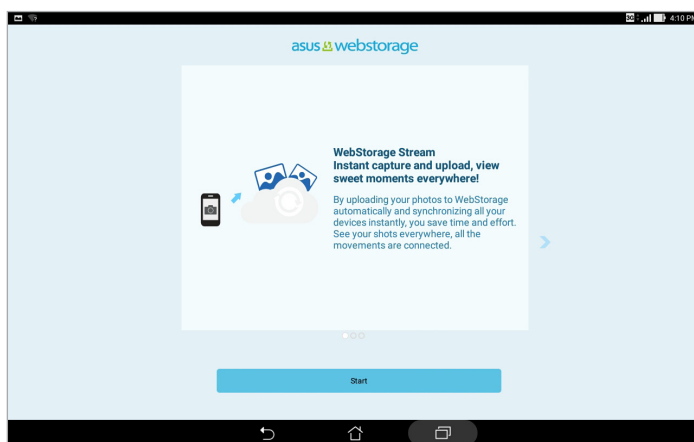 3G 4:10 PM
asus webstorage
WebStorage Stream
Instant capture and upload, view
sweet moments everywhere!
By uploading your photos to WebStorage
automatically and synchronizing all your
devices instantly, you save time and effort.
See your shots everywhere, all the
movements are connected.
Start